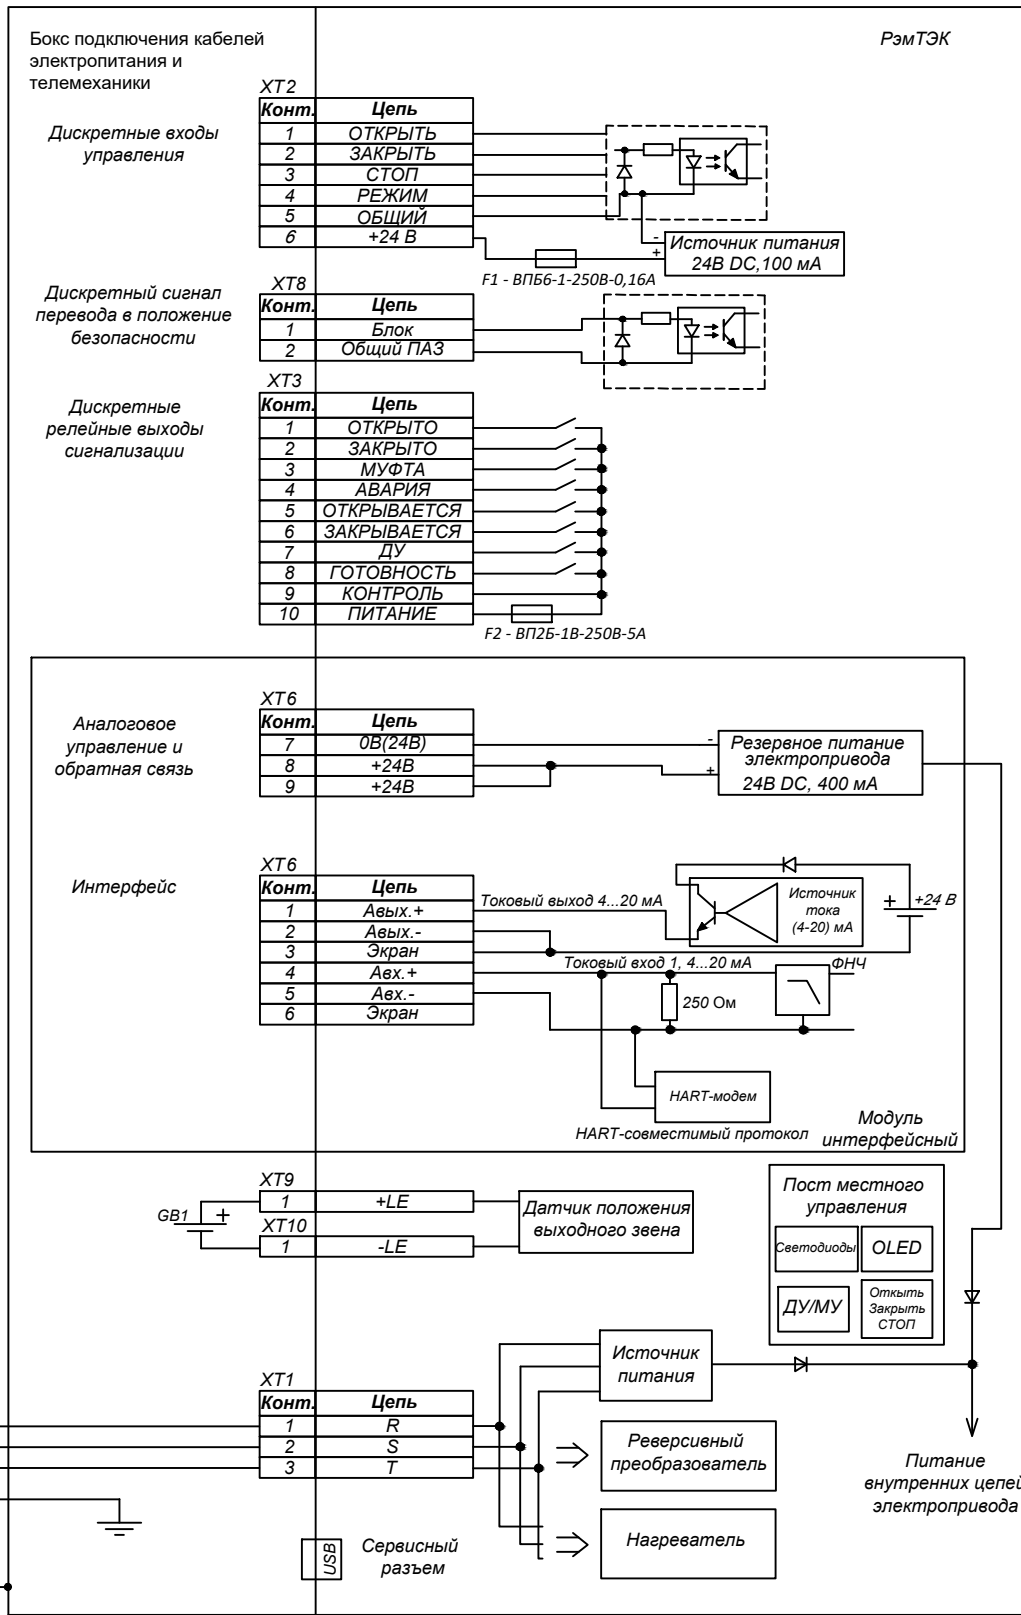 Бокс подключения кабелей
электропитания и
телемеханики
РэмТЭК
XT2
Дискретные входы
управления
Конт. Цепь
1 ОТКРЫТЬ
2 ЗАКРЫТЬ
3 СТОП
4 РЕЖИМ
5 ОБЩИЙ
6 +24 В
-
+
Источник питания
24В DC,100 мА
F1 - ВПБ6-1-250В-0,16А
Дискретный сигнал
перевода в положение
безопасности
XT8
Конт. Цепь
1 Блок
2 Общий ПАЗ
XT3
Дискретные
релейные выходы
сигнализации
Конт. Цепь
1 ОТКРЫТО
2 ЗАКРЫТО
3 МУФТА
4 АВАРИЯ
5 ОТКРЫВАЕТСЯ
6 ЗАКРЫВАЕТСЯ
7 ДУ
8 ГОТОВНОСТЬ
9 КОНТРОЛЬ
10 ПИТАНИЕ
F2 - ВП2Б-1В-250В-5А
XT6
Аналоговое
управление и
обратная связь
Конт. Цепь
7 0В(24В)
8 +24В
9 +24В
-
+
Резервное питание
электропривода
24В DC, 400 мА
XT6
Интерфейс
Конт. Цепь
1 Авых.+
2 Авых.-
3 Экран
4 Авх.+
5 Авх.-
6 Экран
Токовый выход 4...20 мА
Источник
тока
(4-20) мА
+
+24 В
Токовый вход 1, 4...20 мА
ФНЧ
250 Ом
HART-модем
HART-совместимый протокол
Модуль
интерфейсный
XT9
1 +LE
GB1
+
XT10
1 -LE
Датчик положения
выходного звена
Пост местного
управления
Светодиоды
OLED
ДУ/МУ
Откыть
Закрыть
СТОП
Источник
питания
XT1
Конт. Цепь
1 R
2 S
3 T
Реверсивный
преобразователь
Питание
внутренних цепей
электропривода
Нагреватель
USB
Сервисный
разъем